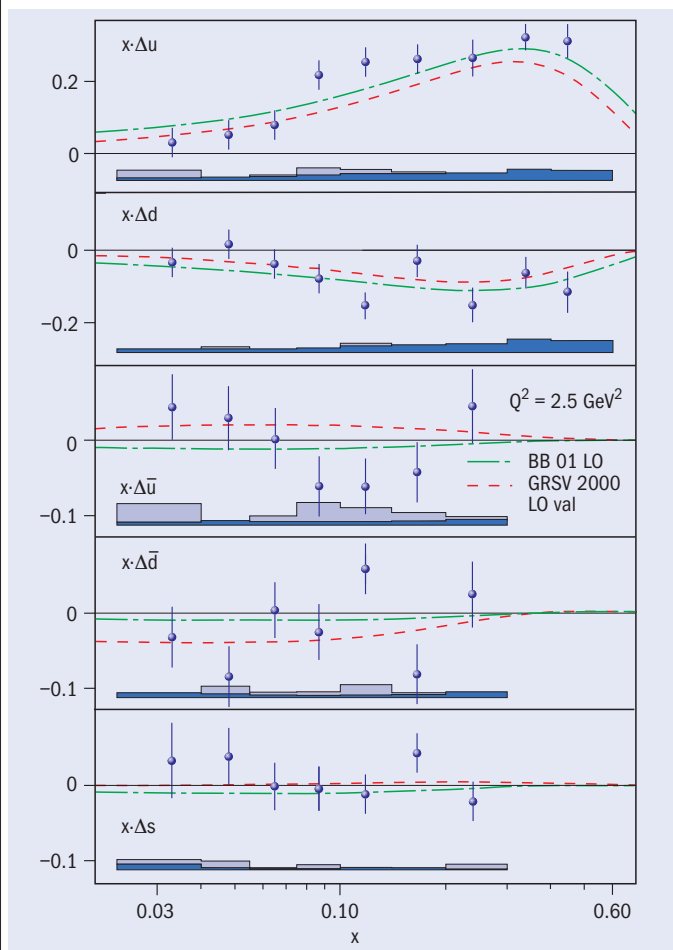 x·Δu
0.2
0
x·Δd
0
−0.2
Q² = 2.5 GeV²
0
BB 01 LO
GRSV 2000
LO val
x·Δū
−0.1
x·Δd̄
0
−0.1
0
x·Δs
−0.1
0.03 0.10 0.60
x